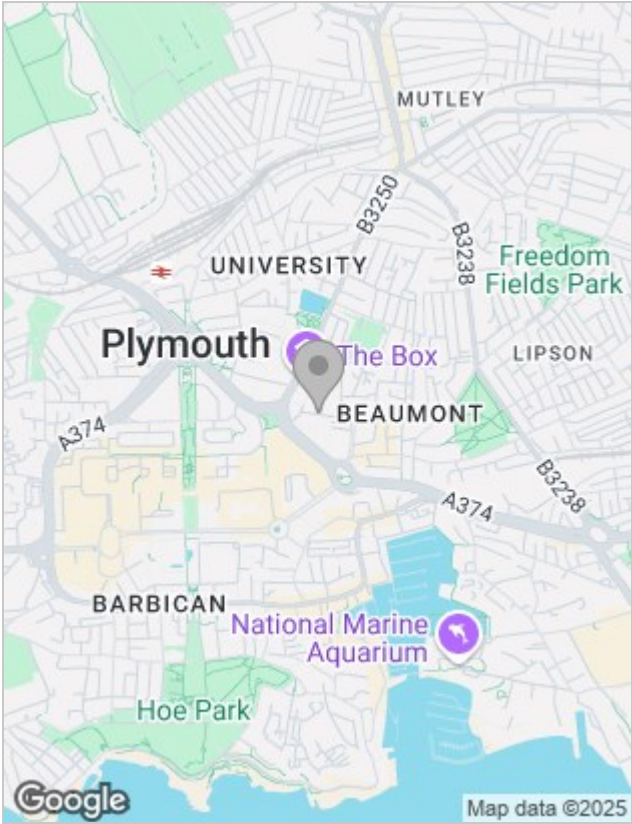 MUTLEY
B3250
B3238
UNIVERSITY
Freedom
Fields Park
Plymouth
The Box
LIPSON
BEAUMONT
A374
B3238
A374
BARBICAN
National Marine
Aquarium
Hoe Park
Google
Map data ©2025